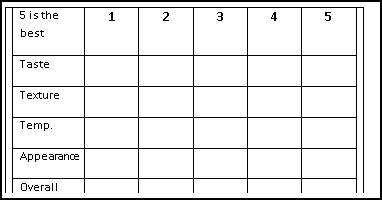 5 is the 1 2 3 4 5
best
Taste
Texture
Temp.
Appearance
Overall